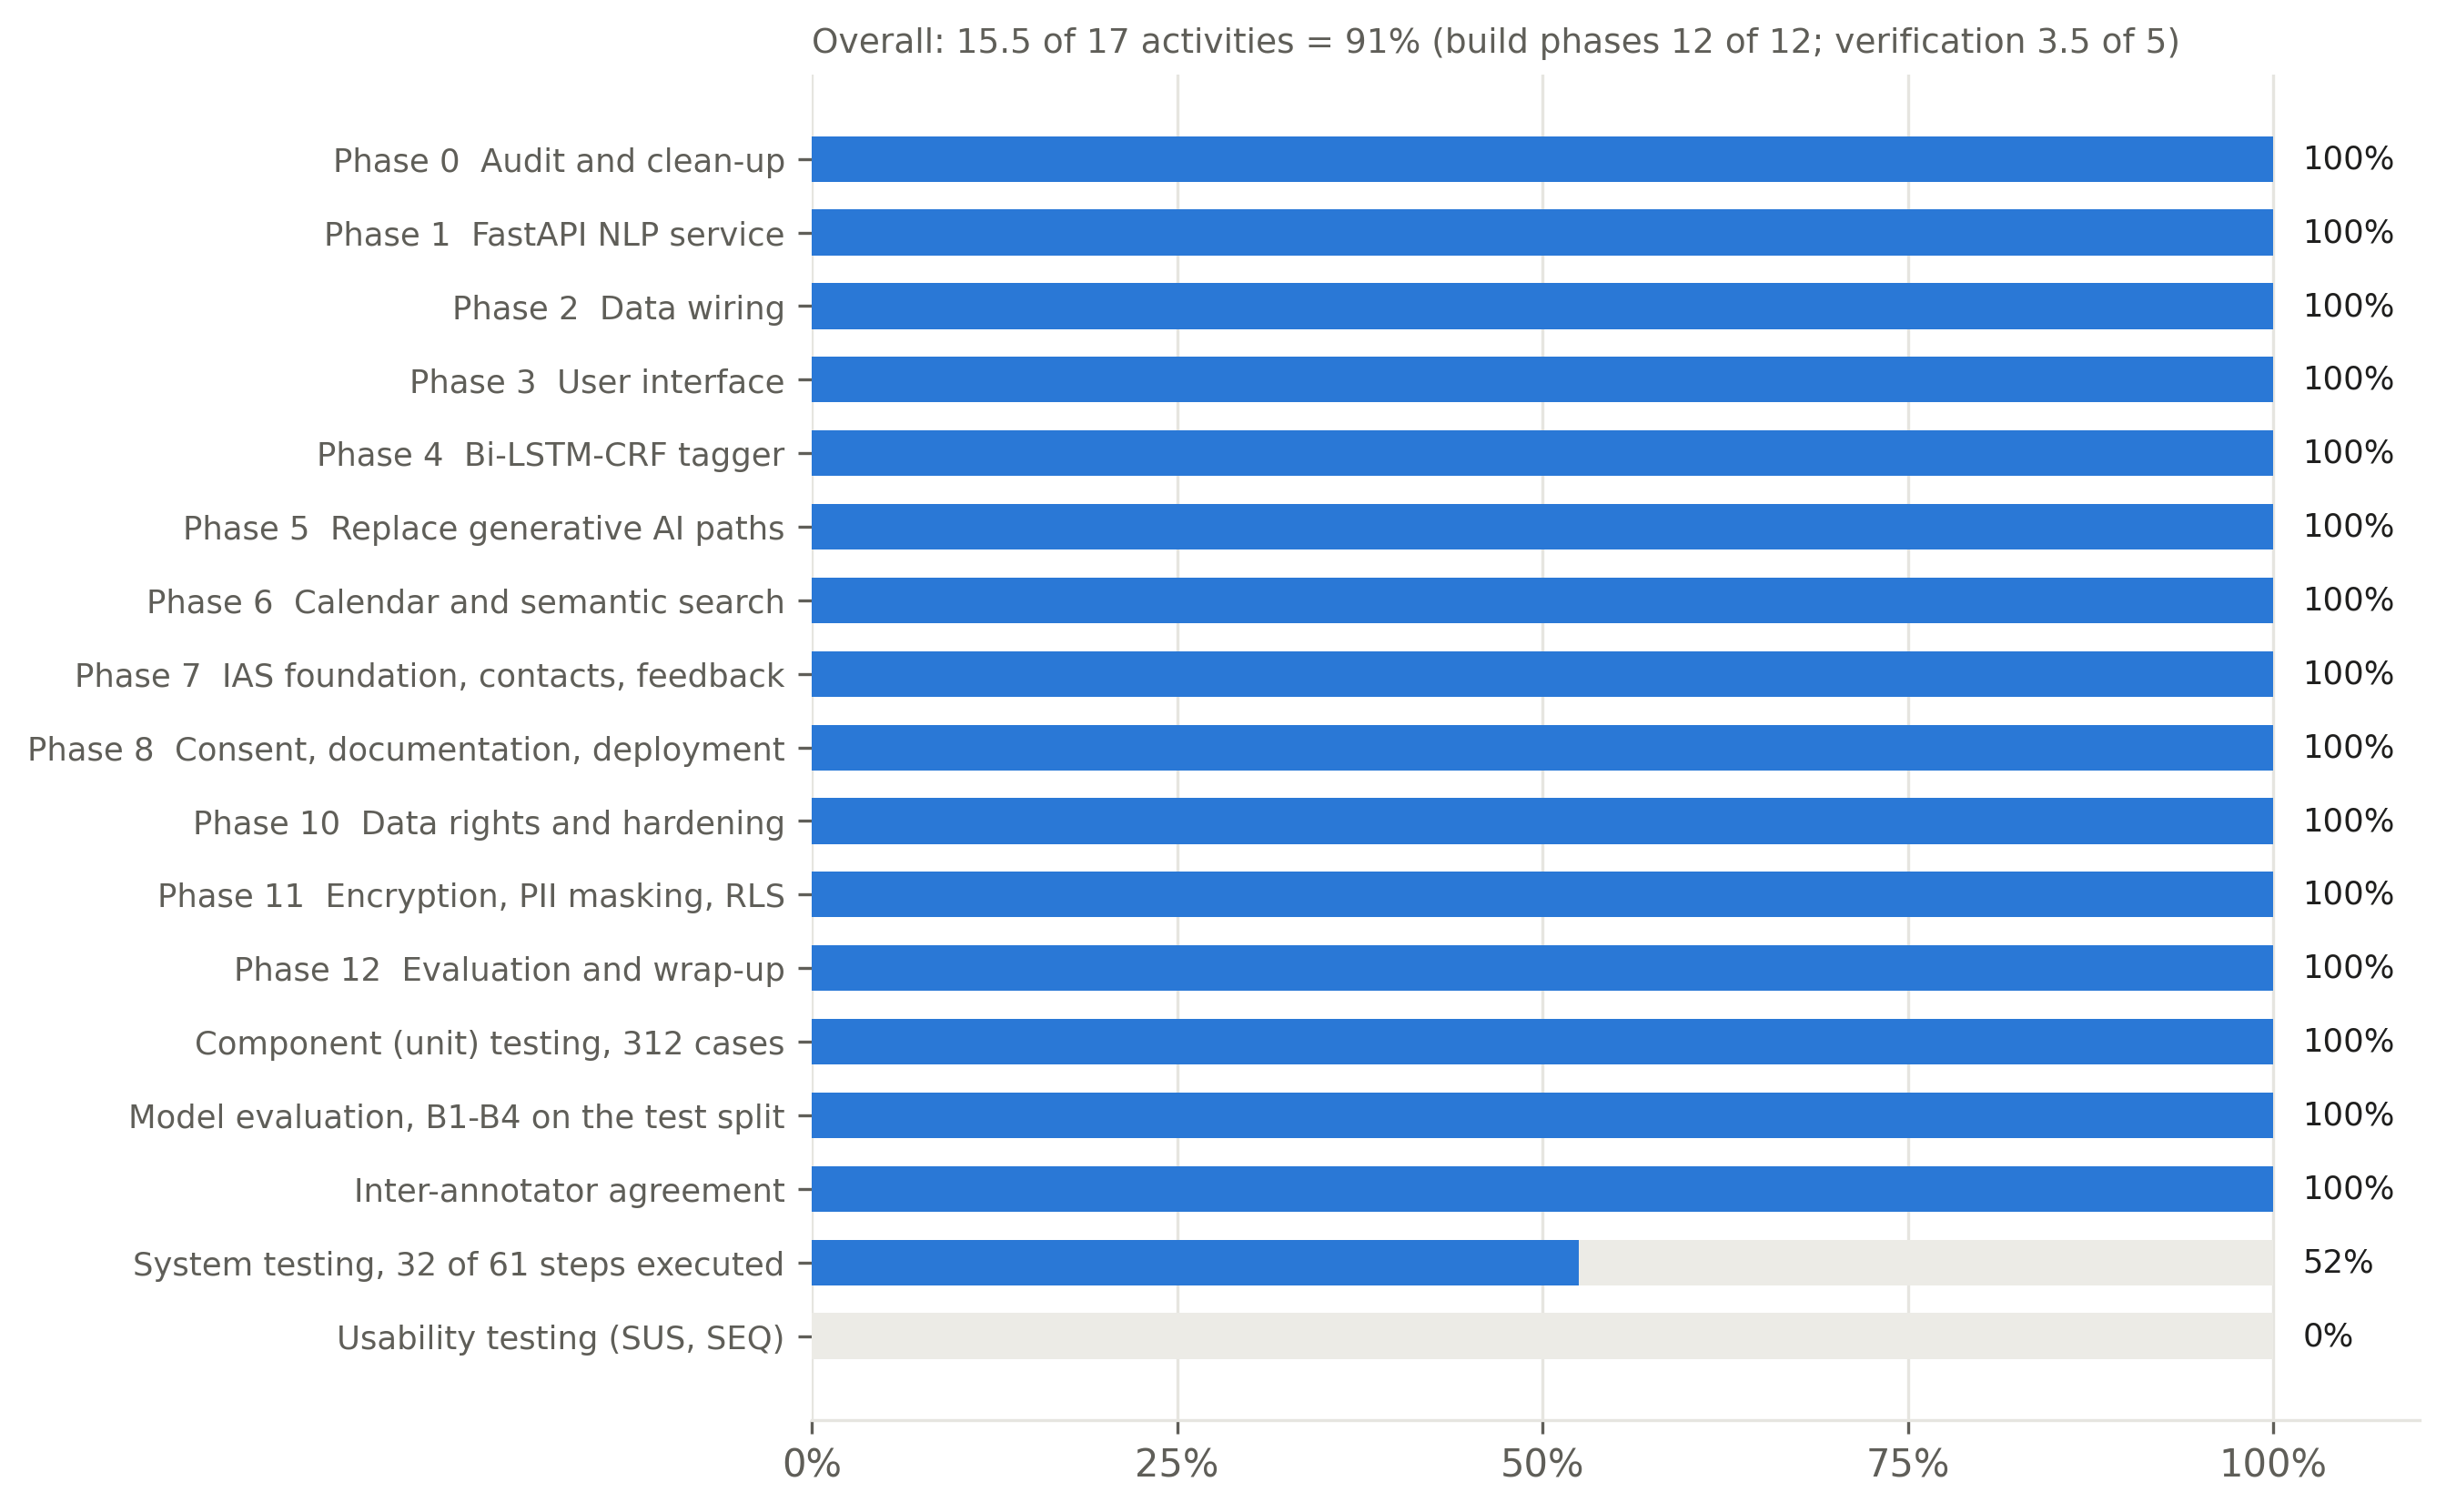 Overall: 15.5 of 17 activities = 91% (build phases 12 of 12; verification 3.5 of 5)
Phase 0  Audit and clean-up 100%
Phase 1  FastAPI NLP service 100%
Phase 2  Data wiring 100%
Phase 3  User interface 100%
Phase 4  Bi-LSTM-CRF tagger 100%
Phase 5  Replace generative AI paths 100%
Phase 6  Calendar and semantic search 100%
Phase 7  IAS foundation, contacts, feedback 100%
Phase 8  Consent, documentation, deployment 100%
Phase 10  Data rights and hardening 100%
Phase 11  Encryption, PII masking, RLS 100%
Phase 12  Evaluation and wrap-up 100%
Component (unit) testing, 312 cases 100%
Model evaluation, B1-B4 on the test split 100%
Inter-annotator agreement 100%
System testing, 32 of 61 steps executed 52%
Usability testing (SUS, SEQ) 0%
0% 25% 50% 75% 100%